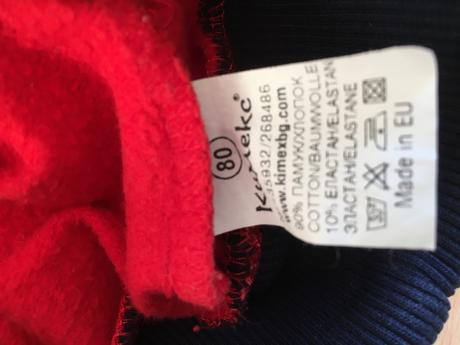 80
Кимекс®
35932/268486
www.kimexbg.com
90% ПАМУК/ХЛОПОК
COTTON/BAUMWOLLE
10% ЕЛАСТАН/ELASTAN
ЭЛАСТАН/ELASTANE
Made in EU